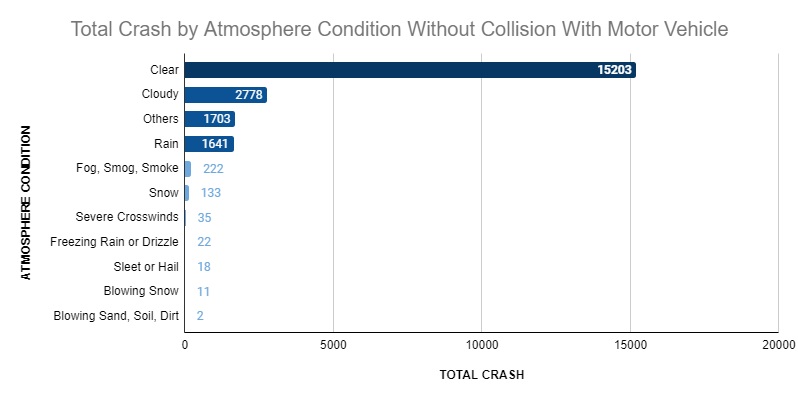 Total Crash by Atmosphere Condition Without Collision With Motor Vehicle
ATMOSPHERE CONDITION
Clear 15203
Cloudy 2778
Others 1703
Rain 1641
Fog, Smog, Smoke 222
Snow 133
Severe Crosswinds 35
Freezing Rain or Drizzle 22
Sleet or Hail 18
Blowing Snow 11
Blowing Sand, Soil, Dirt 2
0 5000 10000 15000 20000
TOTAL CRASH